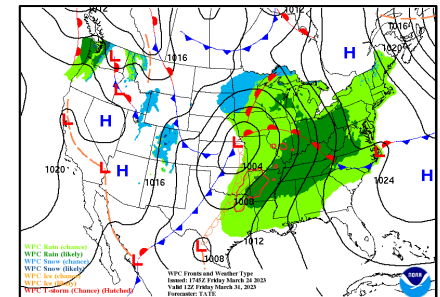 1012
1012
1016
1020
1016
H
L
L
L
H
L
1004
L
L
1020
H
1016
1024
H
1008
L
1012
L
1008
L
WPC Rain (chance)
WPC Rain (likely)
WPC Snow (chance)
WPC Snow (likely)
WPC Ice (chance)
WPC Ice (likely)
WPC T-storm (Chance) (Hatched)
WPC Fronts and Weather Type
Issued: 1745Z Friday March 24 2023
Valid 12Z Friday March 31, 2023
Forecaster: TATE
NOAA